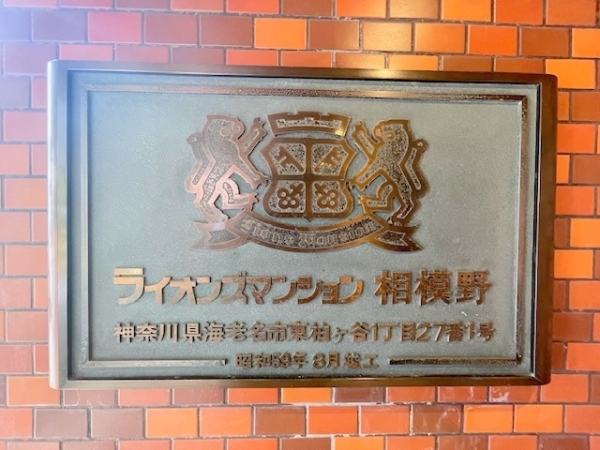 Lions Mansion
ライオンズマンション 相模野
神奈川県海老名市東柏ヶ谷1丁目27番1号
昭和59年 8月竣工